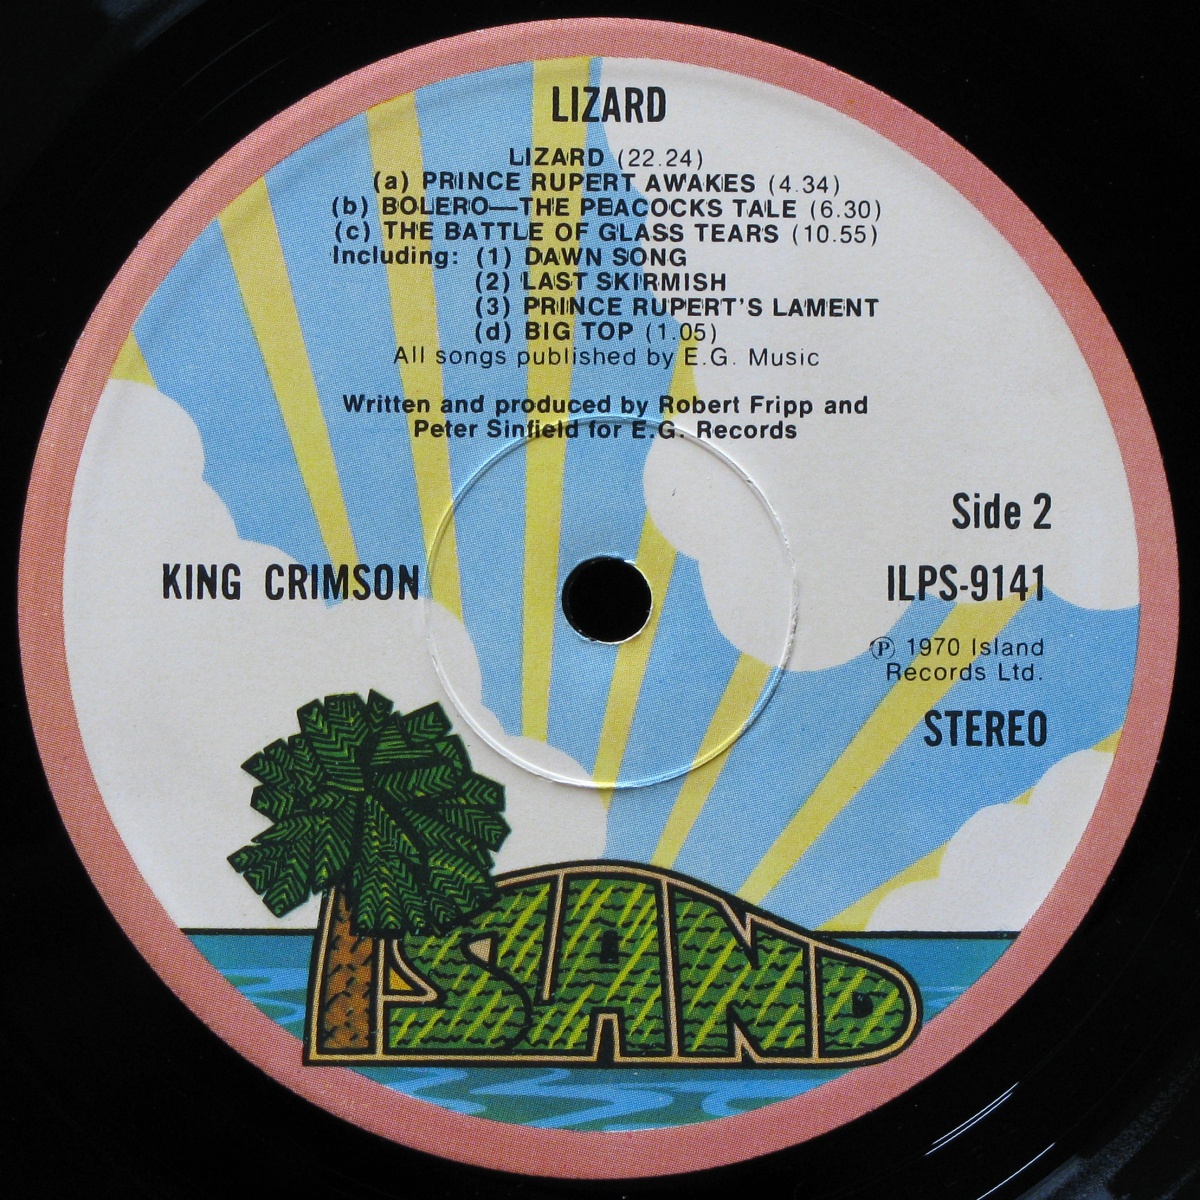 LIZARD
LIZARD (22.24)
(a) PRINCE RUPERT AWAKES (4.34)
(b) BOLERO—THE PEACOCKS TALE (6.30)
(c) THE BATTLE OF GLASS TEARS (10.55)
Including: (1) DAWN SONG
(2) LAST SKIRMISH
(3) PRINCE RUPERT'S LAMENT
(d) BIG TOP (1.05)
All songs published by E.G. Music
Written and produced by Robert Fripp and
Peter Sinfield for E.G. Records
Side 2
KING CRIMSON
ILPS-9141
℗ 1970 Island
Records Ltd.
STEREO
ISLAND